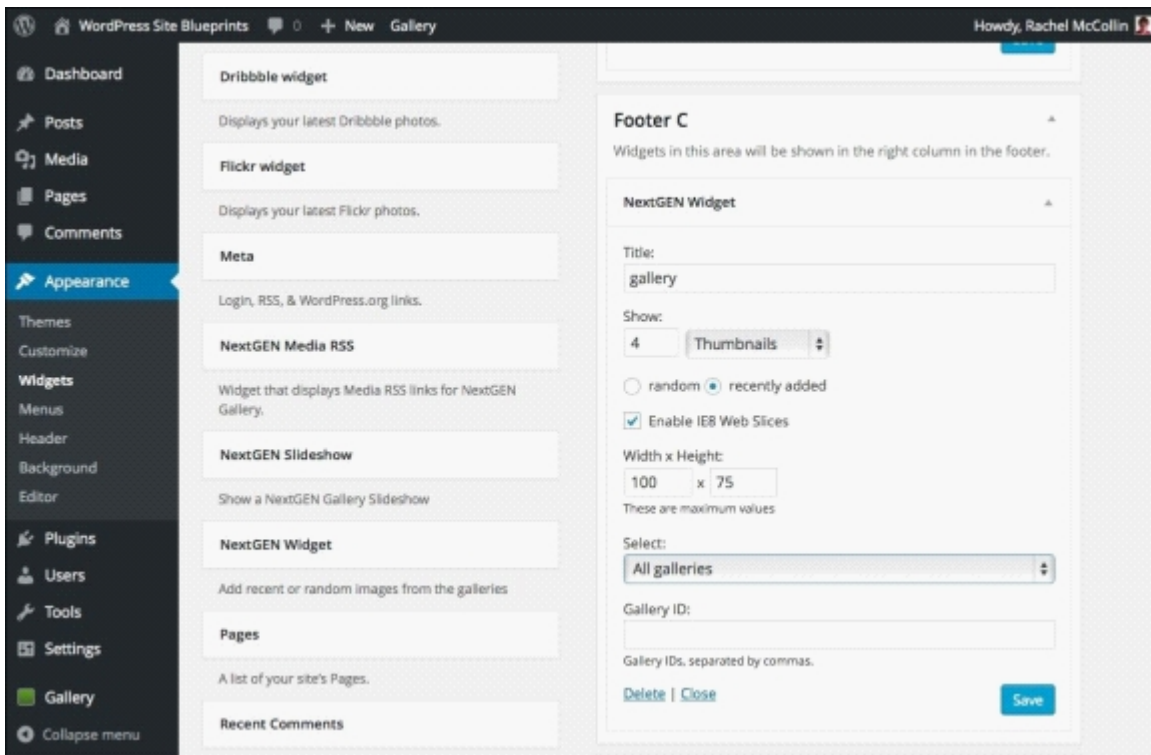 WordPress Site Blueprints 0 + New Gallery
Howdy, Rachel McCollin
Dashboard
Posts
Media
Pages
Comments
Appearance
Themes
Customize
Widgets
Menus
Header
Background
Editor
Plugins
Users
Tools
Settings
Gallery
Collapse menu
Dribbble widget
Displays your latest Dribbble photos.
Flickr widget
Displays your latest Flickr photos.
Meta
Login, RSS, & WordPress.org links.
NextGEN Media RSS
Widget that displays Media RSS links for NextGEN
Gallery.
NextGEN Slideshow
Show a NextGEN Gallery Slideshow
NextGEN Widget
Add recent or random images from the galleries
Pages
A list of your site's Pages.
Recent Comments
Footer C
Widgets in this area will be shown in the right column in the footer.
NextGEN Widget
Title:
gallery
Show:
4 Thumbnails
random recently added
Enable IE8 Web Slices
Width x Height:
100 x 75
These are maximum values
Select:
All galleries
Gallery ID:
Gallery IDs, separated by commas.
Delete | Close
Save